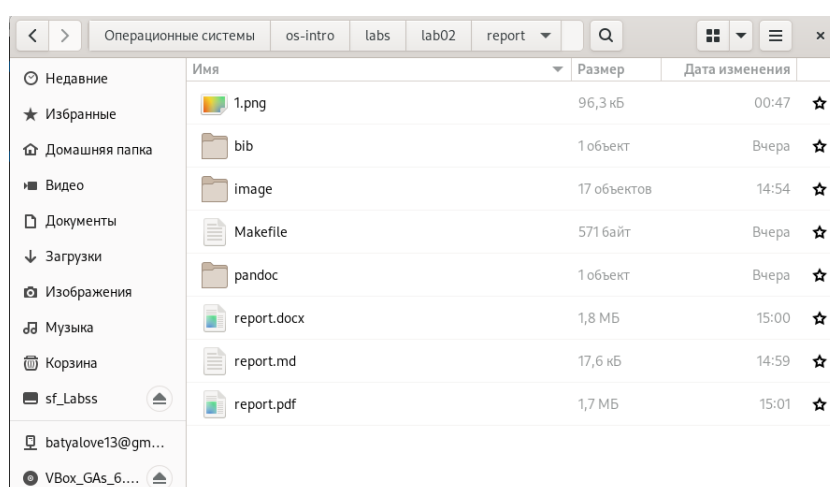 Операционные системы os-intro labs lab02 report
Имя Размер Дата изменения
Недавние
Избранные
Домашняя папка
Видео
Документы
Загрузки
Изображения
Музыка
Корзина
sf_Labss
batyalove13@gm...
VBox_GAs_6....
1.png 96,3 кБ 00:47
bib 1 объект Вчера
image 17 объектов 14:54
Makefile 571 байт Вчера
pandoc 1 объект Вчера
report.docx 1,8 МБ 15:00
report.md 17,6 кБ 14:59
report.pdf 1,7 МБ 15:01